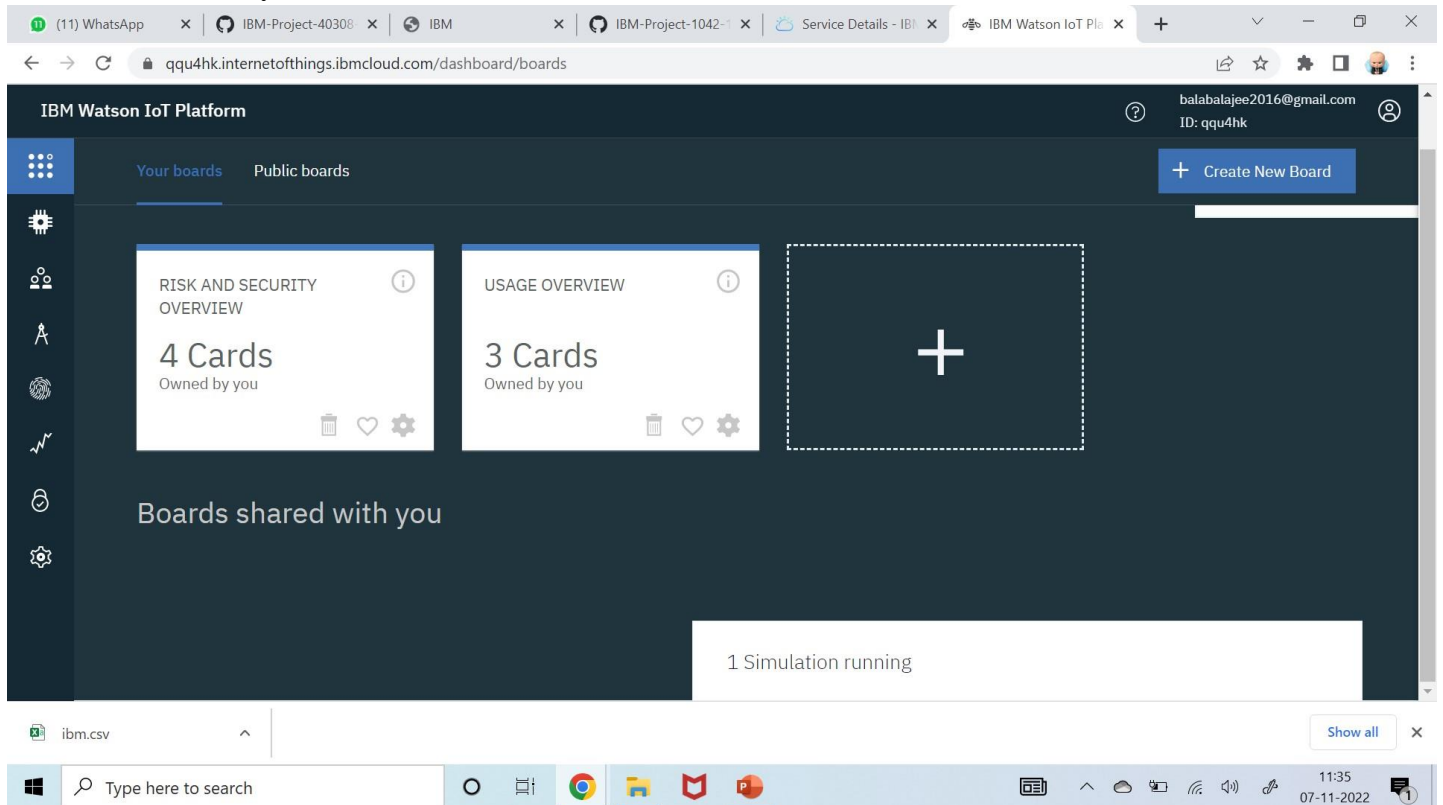 (11) WhatsApp
IBM-Project-40308
IBM
IBM-Project-1042-1
Service Details - IBM
IBM Watson IoT Pla
qqu4hk.internetofthings.ibmcloud.com/dashboard/boards
IBM Watson IoT Platform
balabalajee2016@gmail.com
ID: qqu4hk
Your boards
Public boards
Create New Board
RISK AND SECURITY
OVERVIEW
4 Cards
Owned by you
USAGE OVERVIEW
3 Cards
Owned by you
Boards shared with you
1 Simulation running
ibm.csv
Show all
Type here to search
11:35
07-11-2022
1